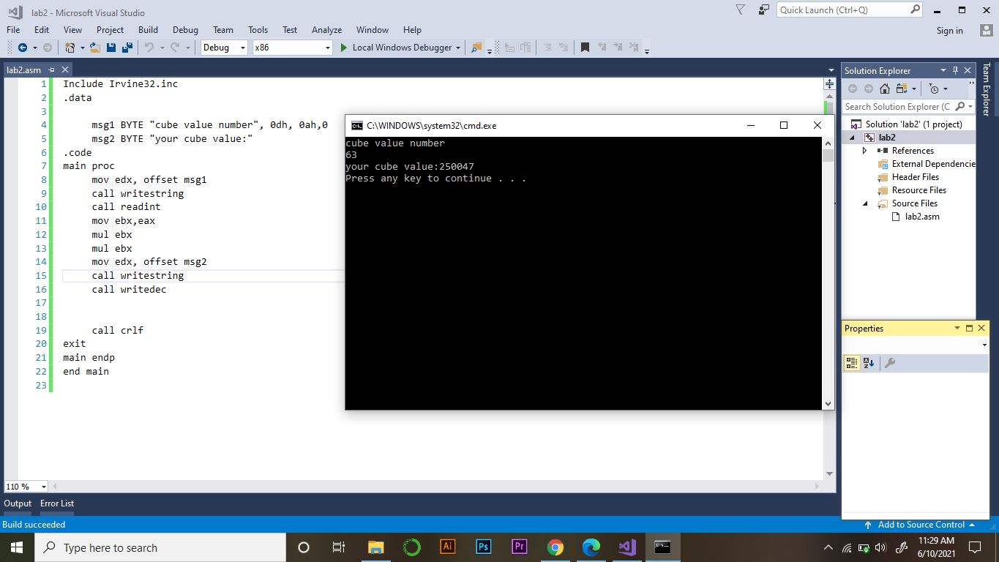 lab2 - Microsoft Visual Studio
Quick Launch (Ctrl+Q)
File Edit View Project Build Debug Team Tools Test Analyze Window Help
Sign in
Debug x86 Local Windows Debugger
lab2.asm
1 Include Irvine32.inc
2 .data
3
4 msg1 BYTE "cube value number", 0dh, 0ah,0
5 msg2 BYTE "your cube value:"
6 .code
7 main proc
8 mov edx, offset msg1
9 call writestring
10 call readint
11 mov ebx,eax
12 mul ebx
13 mul ebx
14 mov edx, offset msg2
15 call writestring
16 call writedec
17
18
19 call crlf
20 exit
21 main endp
22 end main
23
110 %
C:\WINDOWS\system32\cmd.exe
cube value number
63
your cube value:250047
Press any key to continue . . .
Solution Explorer
Search Solution Explorer (C
Solution 'lab2' (1 project)
lab2
References
External Dependencie
Header Files
Resource Files
Source Files
lab2.asm
Team Explorer
Properties
Output Error List
Build succeeded
Add to Source Control
Type here to search
Ai
Ps
Pr
11:29 AM
6/10/2021